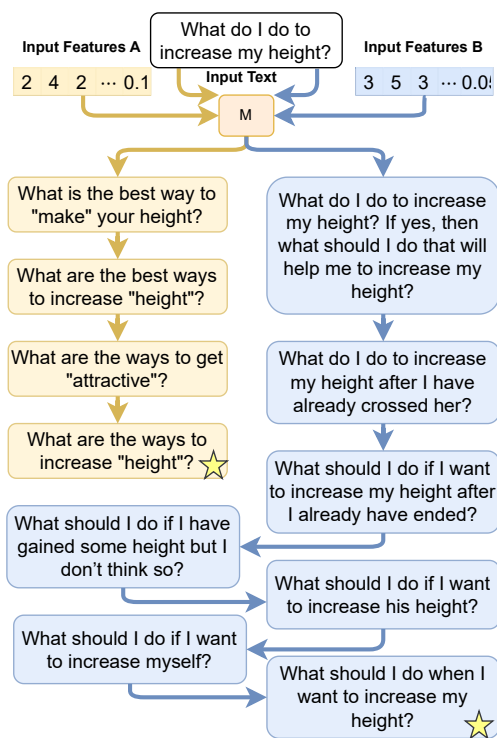 Input Features A
What do I do to
increase my height?
Input Features B
Input Text
2 4 2 ... 0.1
3 5 3 ... 0.05
M
What is the best way to
"make" your height?
What are the best ways
to increase "height"?
What are the ways to get
"attractive"?
What are the ways to
increase "height"?
What do I do to increase
my height? If yes, then
what should I do that will
help me to increase my
height?
What do I do to increase
my height after I have
already crossed her?
What should I do if I want
to increase my height after
I already have ended?
What should I do if I have
gained some height but I
don't think so?
What should I do if I want
to increase his height?
What should I do if I want
to increase myself?
What should I do when I
want to increase my
height?